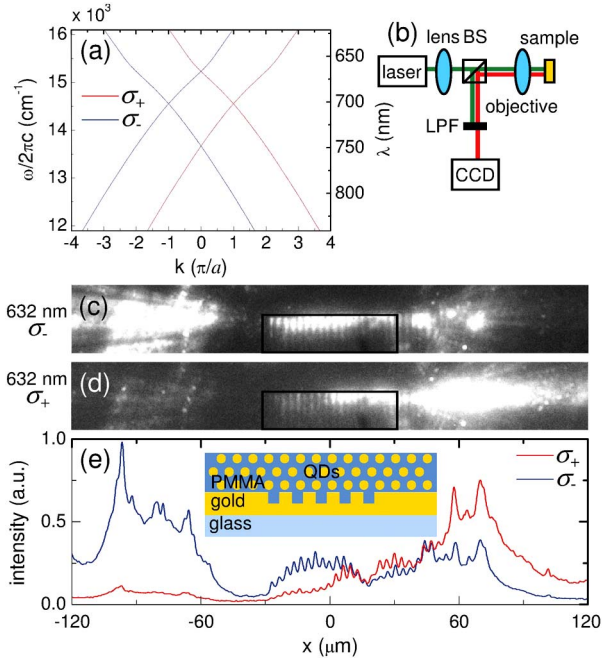 (a)
× 10³
16
15
14
13
12
ω/2πc (cm⁻¹)
σ₊
σ₋
650
700
750
800
λ (nm)
-4 -3 -2 -1 0 1 2 3 4
k (π/a)
(b)
lens BS sample
laser
objective
LPF
CCD
632 nm
σ₋
(c)
632 nm
σ₊
(d)
1.0
0.5
0.0
intensity (a.u.)
(e)
QDs
PMMA
gold
glass
σ₊
σ₋
-120 -60 0 60 120
x (μm)